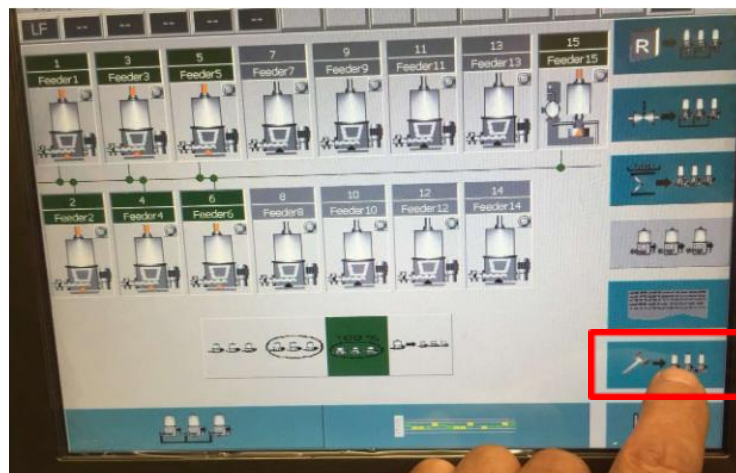 LF -- -- -- --
1 3 5 7 9 11 13 15
Feeder1 Feeder3 Feeder5 Feeder7 Feeder9 Feeder11 Feeder13 Feeder15
R
2 4 6 8 10 12 14
Feeder2 Feeder4 Feeder6 Feeder8 Feeder10 Feeder12 Feeder14
100 %